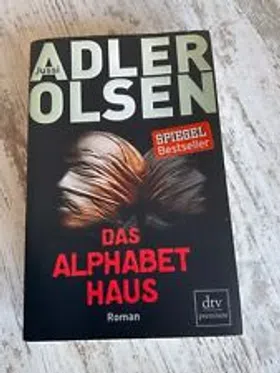 ADLER
Jussi
OLSEN
SPIEGEL
Bestseller
DAS
ALPHABET
HAUS
Roman
dtv
premium